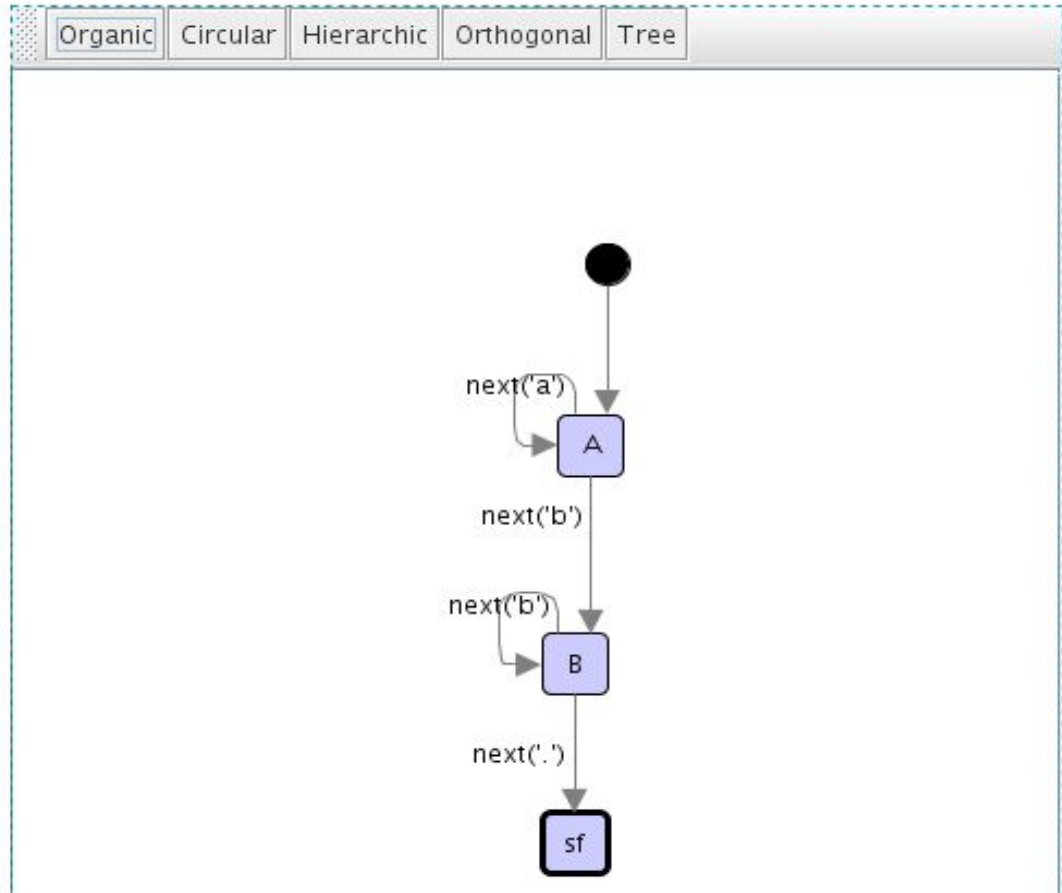 Organic Circular Hierarchic Orthogonal Tree
next('a')
A
next('b')
next('b')
B
next('.')
sf